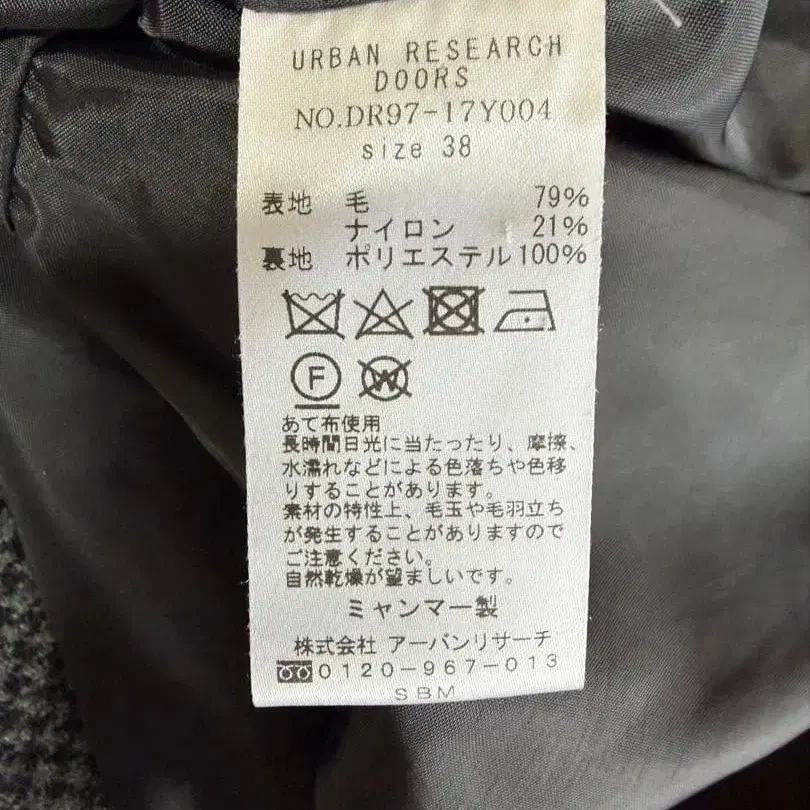 URBAN RESEARCH
DOORS
NO.DR97-17Y004
size 38
表地 毛 79%
ナイロン 21%
裏地 ポリエステル 100%
F W
あて布使用
長時間日光に当たったり、摩擦、
水濡れなどによる色落ちや色移
りすることがあります。
素材の特性上、毛玉や毛羽立ち
が発生することがありますので
ご注意ください。
自然乾燥が望ましいです。
ミャンマー製
株式会社 アーバンリサーチ
0120-967-013
SBM